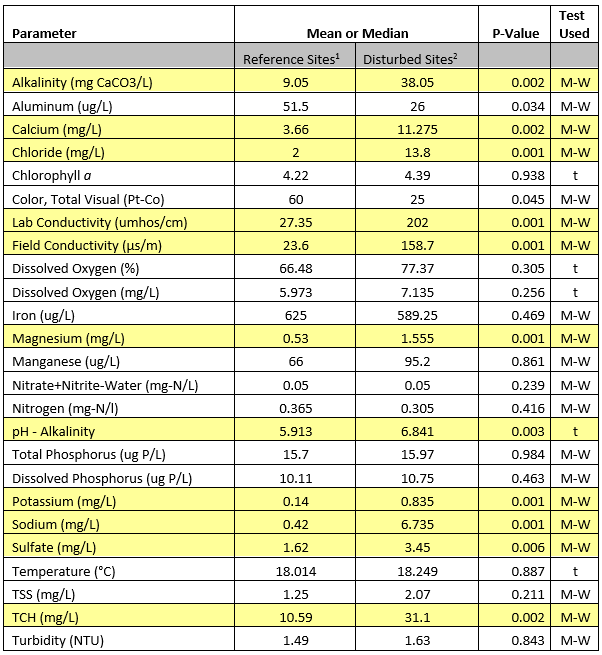 Parameter Mean or Median P-Value Test Used
Reference Sites¹ Disturbed Sites²
Alkalinity (mg CaCO3/L) 9.05 38.05 0.002 M-W
Aluminum (ug/L) 51.5 26 0.034 M-W
Calcium (mg/L) 3.66 11.275 0.002 M-W
Chloride (mg/L) 2 13.8 0.001 M-W
Chlorophyll a 4.22 4.39 0.938 t
Color, Total Visual (Pt-Co) 60 25 0.045 M-W
Lab Conductivity (umhos/cm) 27.35 202 0.001 M-W
Field Conductivity (µs/m) 23.6 158.7 0.001 M-W
Dissolved Oxygen (%) 66.48 77.37 0.305 t
Dissolved Oxygen (mg/L) 5.973 7.135 0.256 t
Iron (ug/L) 625 589.25 0.469 M-W
Magnesium (mg/L) 0.53 1.555 0.001 M-W
Manganese (ug/L) 66 95.2 0.861 M-W
Nitrate+Nitrite-Water (mg-N/L) 0.05 0.05 0.239 M-W
Nitrogen (mg-N/l) 0.365 0.305 0.416 M-W
pH - Alkalinity 5.913 6.841 0.003 t
Total Phosphorus (ug P/L) 15.7 15.97 0.984 M-W
Dissolved Phosphorus (ug P/L) 10.11 10.75 0.463 M-W
Potassium (mg/L) 0.14 0.835 0.001 M-W
Sodium (mg/L) 0.42 6.735 0.001 M-W
Sulfate (mg/L) 1.62 3.45 0.006 M-W
Temperature (°C) 18.014 18.249 0.887 t
TSS (mg/L) 1.25 2.07 0.211 M-W
TCH (mg/L) 10.59 31.1 0.002 M-W
Turbidity (NTU) 1.49 1.63 0.843 M-W